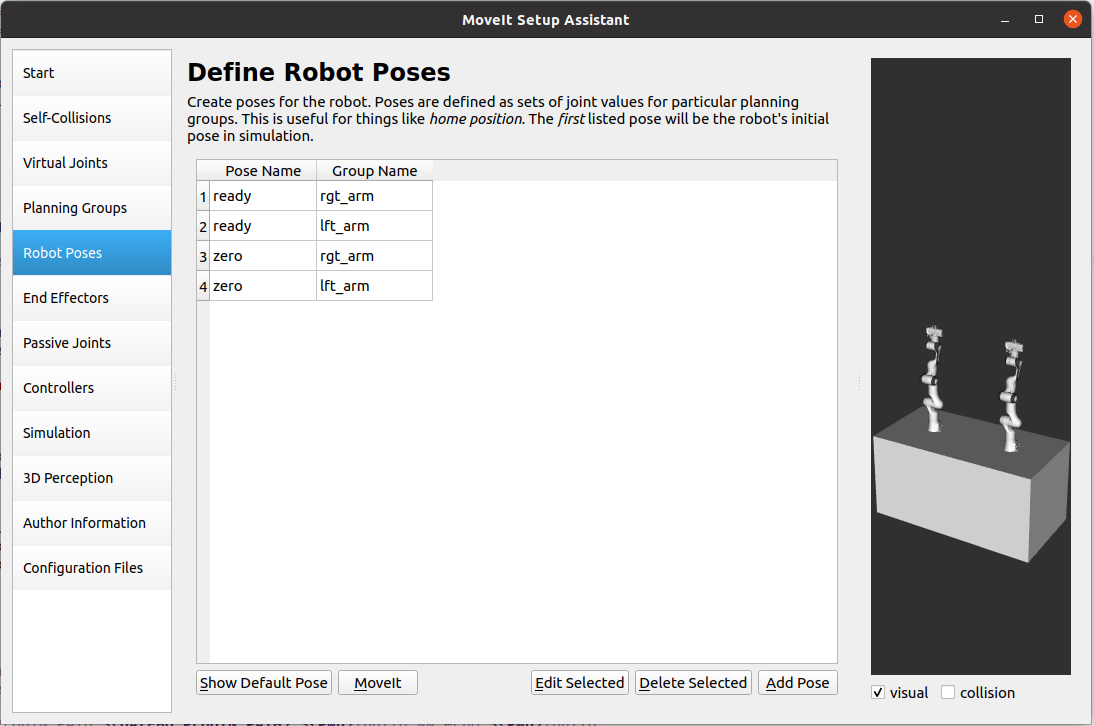 MoveIt Setup Assistant
Start
Self-Collisions
Virtual Joints
Planning Groups
Robot Poses
End Effectors
Passive Joints
Controllers
Simulation
3D Perception
Author Information
Configuration Files
Define Robot Poses
Create poses for the robot. Poses are defined as sets of joint values for particular planning
groups. This is useful for things like home position. The first listed pose will be the robot's initial
pose in simulation.
Pose Name Group Name
1 ready rgt_arm
2 ready lft_arm
3 zero rgt_arm
4 zero lft_arm
Show Default Pose MoveIt Edit Selected Delete Selected Add Pose
visual collision